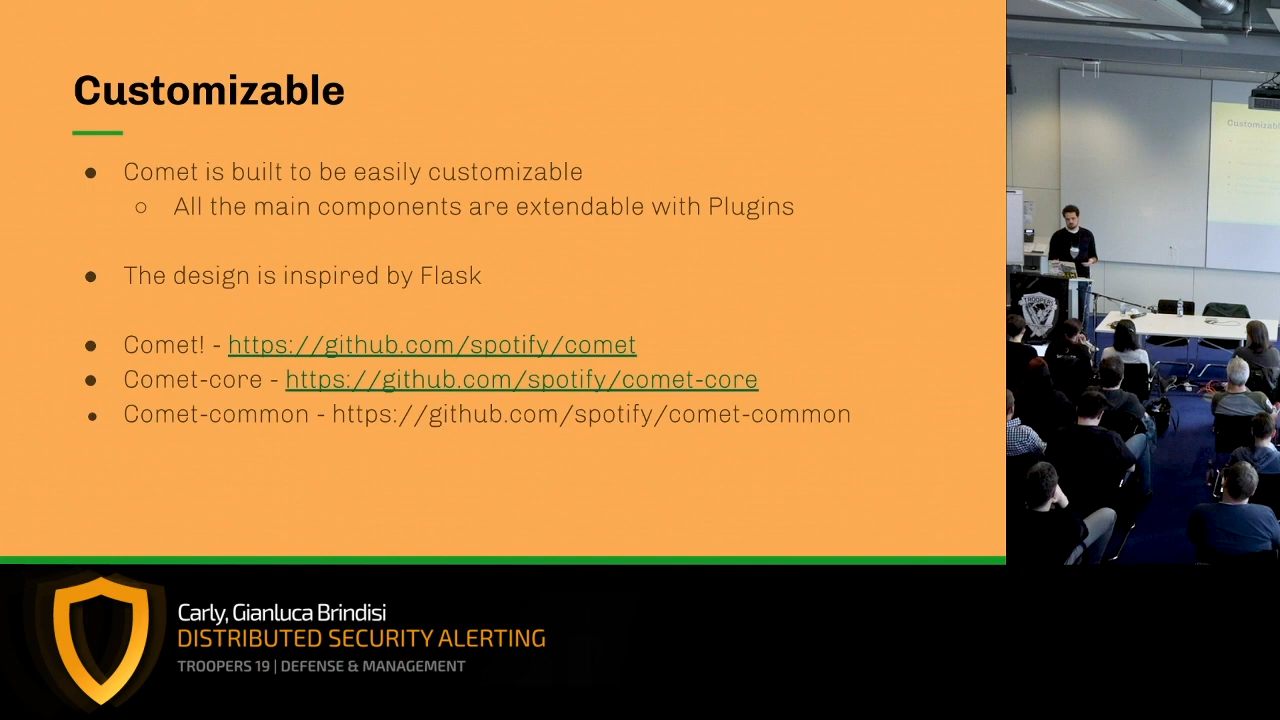 Customizable
● Comet is built to be easily customizable
○ All the main components are extendable with Plugins
● The design is inspired by Flask
● Comet! - https://github.com/spotify/comet
● Comet-core - https://github.com/spotify/comet-core
● Comet-common - https://github.com/spotify/comet-common
Customizabl
TROOPERS
Carly, Gianluca Brindisi
DISTRIBUTED SECURITY ALERTING
TROOPERS 19 | DEFENSE & MANAGEMENT